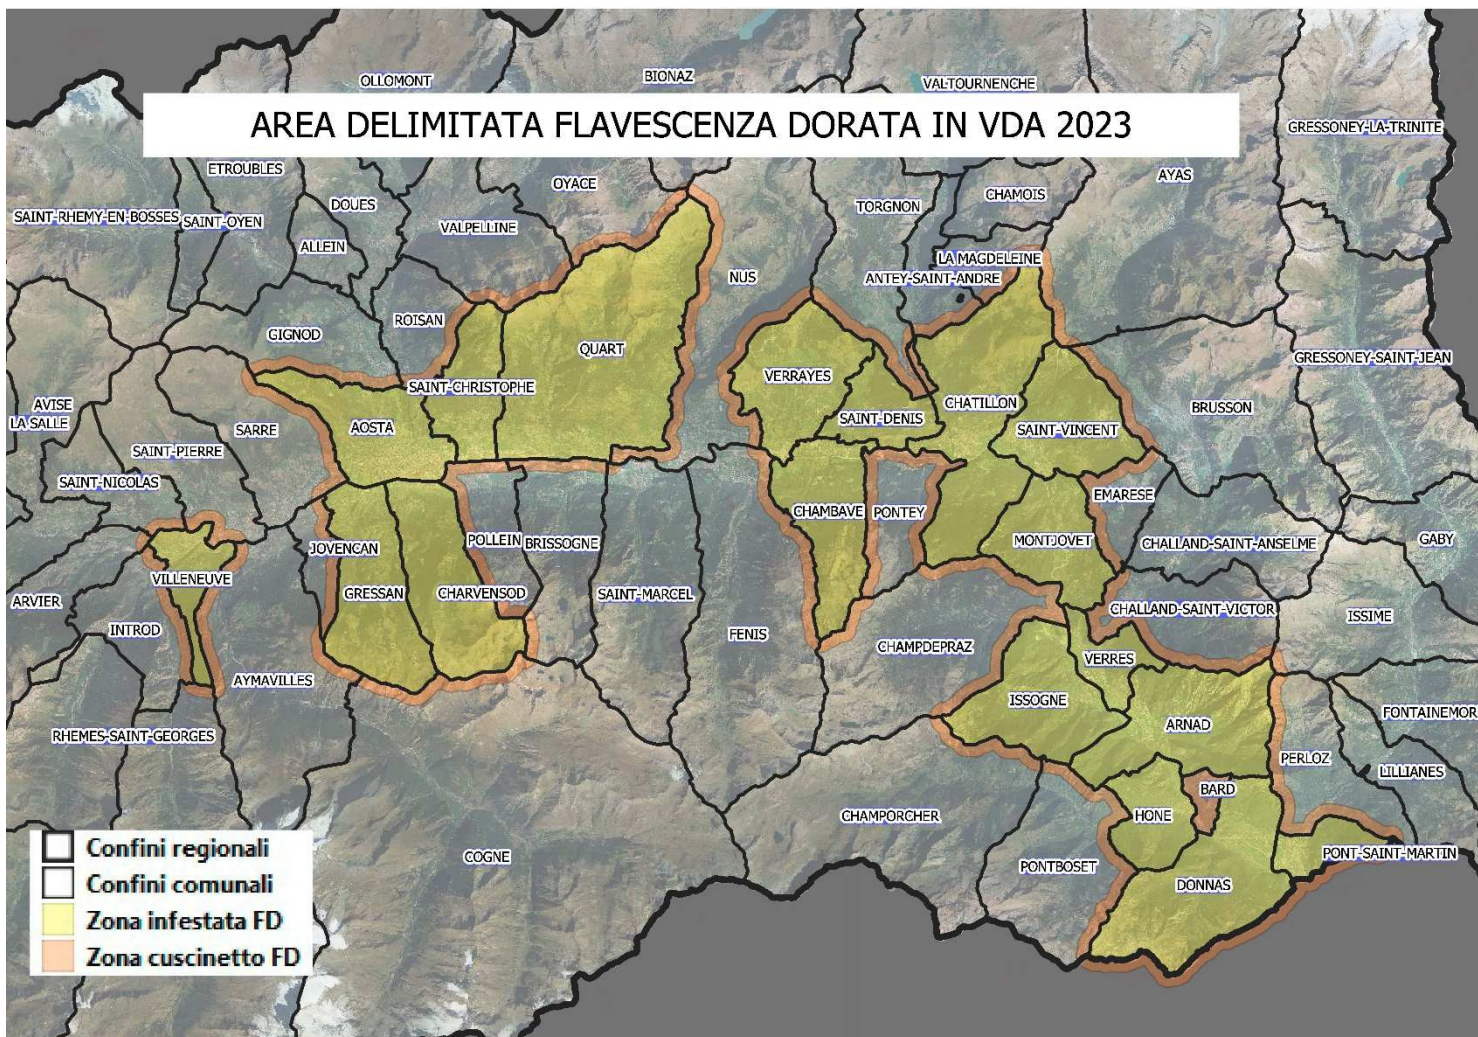 OLLOMONT
BIONAZ
VALTOURNENCHE
AREA DELIMITATA FLAVESCENZA DORATA IN VDA 2023
GRESSONEY-LA-TRINITE
ETROUBLES
OYACE
AYAS
CHAMOIS
DOUES
TORGNON
SAINT-RHEMY-EN-BOSSES
SAINT-OYEN
VALPELLINE
ALLEIN
LA MAGDELEINE
NUS
ANTEY-SAINT-ANDRE
ROISAN
GIGNOD
QUART
GRESSONEY-SAINT-JEAN
VERRAYES
SAINT-CHRISTOPHE
AVISE
CHATILLON
BRUSSON
LA SALLE
SARRE
AOSTA
SAINT-DENIS
SAINT-VINCENT
SAINT-PIERRE
SAINT-NICOLAS
EMARESE
CHAMBAVE
PONTEY
POLLEIN
BRISSOGNE
MONTJOVET
CHALLAND-SAINT-ANSELME
GABY
JOVENCAN
VILLENEUVE
GRESSAN
CHARVENSOD
SAINT-MARCEL
ARVIER
CHALLAND-SAINT-VICTOR
ISSIME
INTROD
FENIS
CHAMPDEPRAZ
VERRES
AYMAVILLES
ISSOGNE
FONTAINEMOR
ARNAD
RHEMES-SAINT-GEORGES
PERLOZ
LILLIANES
BARD
CHAMPORCHER
HONE
COGNE
PONTBOSET
PONT-SAINT-MARTIN
DONNAS
Confini regionali
Confini comunali
Zona infestata FD
Zona cuscinetto FD